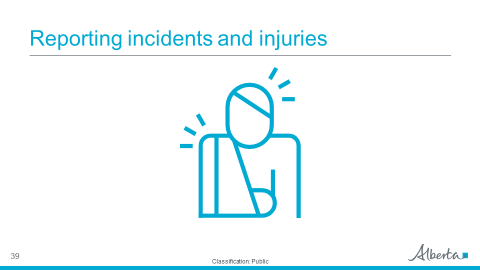 Reporting incidents and injuries
39
Classification: Public
Alberta